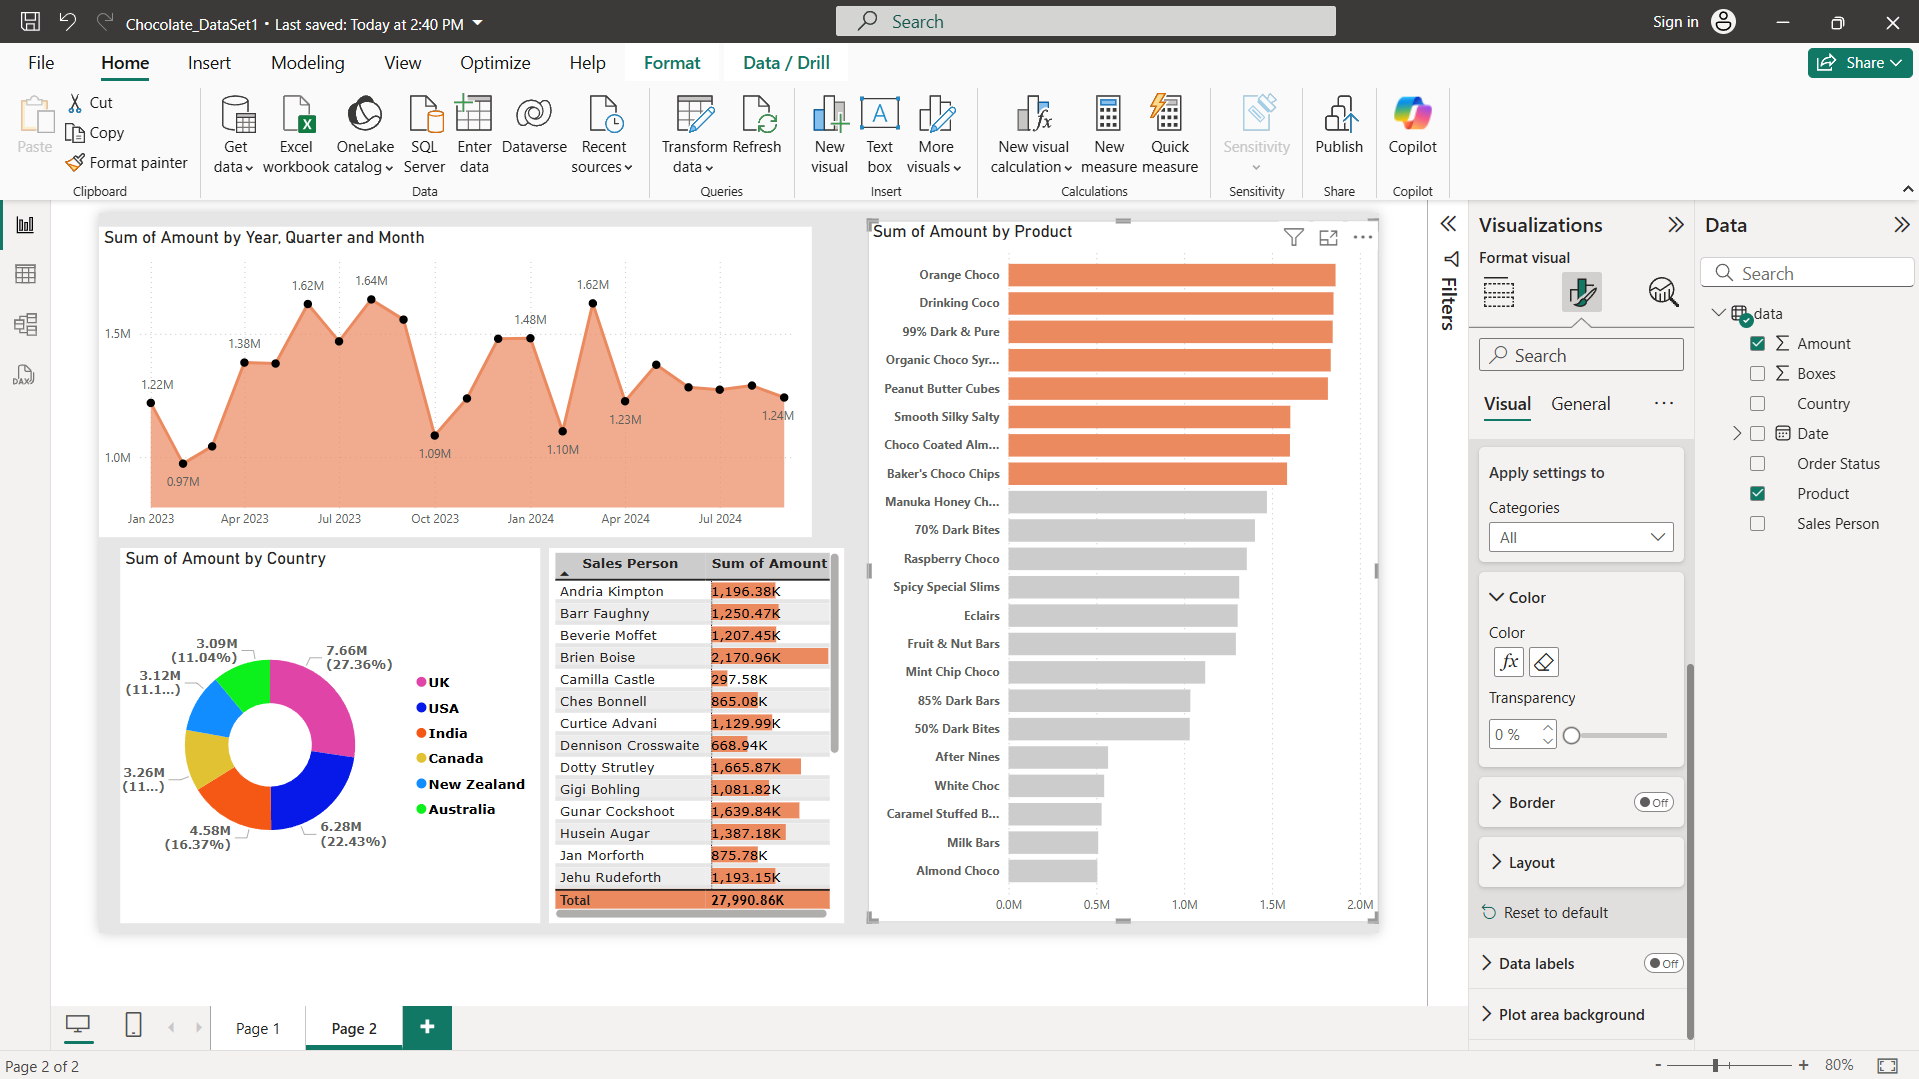 Chocolate_DataSet1 • Last saved: Today at 2:40 PM
Search
Sign in
File Home Insert Modeling View Optimize Help Format Data / Drill
Share
Paste
Cut
Copy
Format painter
Clipboard
Get data
Excel workbook
OneLake catalog
SQL Server
Enter data
Dataverse
Recent sources
Data
Transform data
Refresh
Queries
New visual
Text box
More visuals
Insert
New visual calculation
New measure
Quick measure
Calculations
Sensitivity
Sensitivity
Publish
Share
Copilot
Copilot
Sum of Amount by Year, Quarter and Month
1.5M
1.0M
1.22M
0.97M
1.38M
1.62M
1.64M
1.09M
1.48M
1.10M
1.62M
1.23M
1.24M
Jan 2023 Apr 2023 Jul 2023 Oct 2023 Jan 2024 Apr 2024 Jul 2024
Sum of Amount by Country
7.66M
(27.36%)
6.28M
(22.43%)
4.58M
(16.37%)
3.26M
(11...)
3.12M
(11.1...)
3.09M
(11.04%)
UK
USA
India
Canada
New Zealand
Australia
Sales Person Sum of Amount
Andria Kimpton 1,196.38K
Barr Faughny 1,250.47K
Beverie Moffet 1,207.45K
Brien Boise 2,170.96K
Camilla Castle 297.58K
Ches Bonnell 865.08K
Curtice Advani 1,129.99K
Dennison Crosswaite 668.94K
Dotty Strutley 1,665.87K
Gigi Bohling 1,081.82K
Gunar Cockshoot 1,639.84K
Husein Augar 1,387.18K
Jan Morforth 875.78K
Jehu Rudeforth 1,193.15K
Total 27,990.86K
Sum of Amount by Product
Orange Choco
Drinking Coco
99% Dark & Pure
Organic Choco Syr...
Peanut Butter Cubes
Smooth Silky Salty
Choco Coated Alm...
Baker's Choco Chips
Manuka Honey Ch...
70% Dark Bites
Raspberry Choco
Spicy Special Slims
Eclairs
Fruit & Nut Bars
Mint Chip Choco
85% Dark Bars
50% Dark Bites
After Nines
White Choc
Caramel Stuffed B...
Milk Bars
Almond Choco
0.0M 0.5M 1.0M 1.5M 2.0M
Filters
Visualizations
Format visual
Search
Visual General ...
Apply settings to
Categories
All
Color
Color
fx
Transparency
0 %
Border Off
Layout
Reset to default
Data labels Off
Plot area background
Data
Search
data
Σ Amount
Σ Boxes
Country
Date
Order Status
Product
Sales Person
DAX
Page 1 Page 2 +
Page 2 of 2
- + 80%